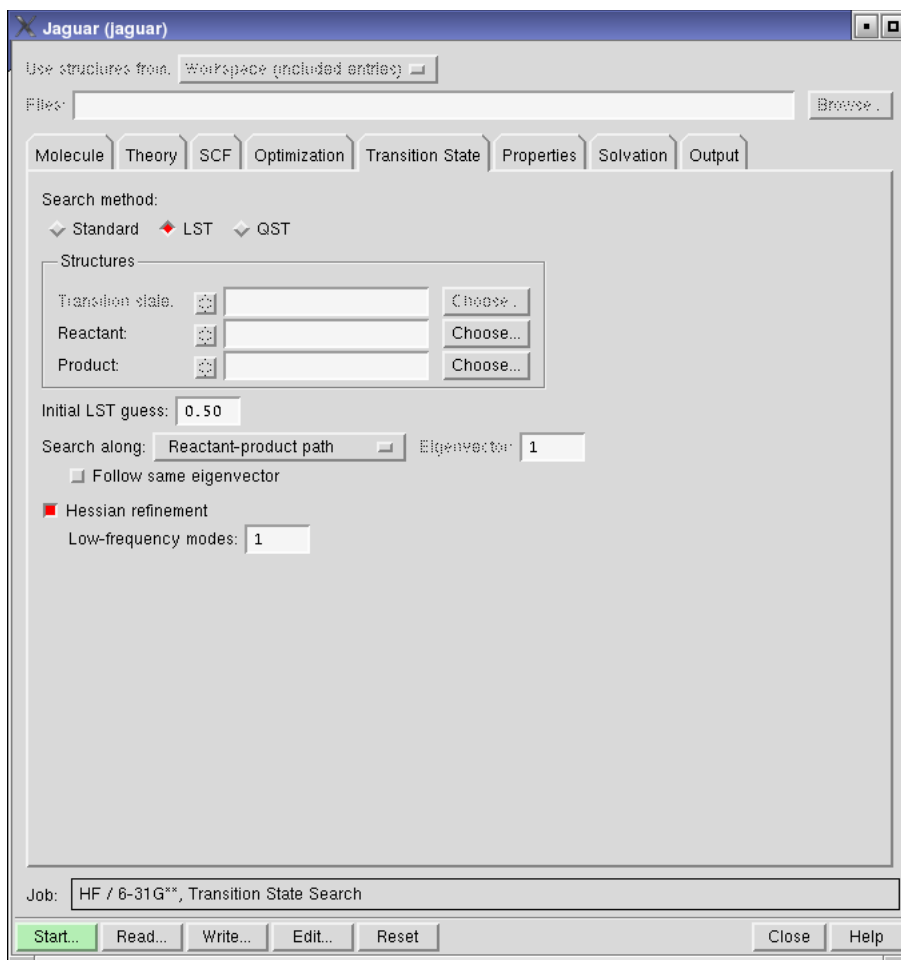 Jaguar (jaguar)
Use structures from: Workspace (included entries)
Files: Browse...
Molecule Theory SCF Optimization Transition State Properties Solvation Output
Search method:
Standard LST QST
Structures
Transition state: Choose...
Reactant: Choose...
Product: Choose...
Initial LST guess: 0.50
Search along: Reactant-product path Eigenvector: 1
Follow same eigenvector
Hessian refinement
Low-frequency modes: 1
Job: HF / 6-31G**, Transition State Search
Start... Read... Write... Edit... Reset Close Help